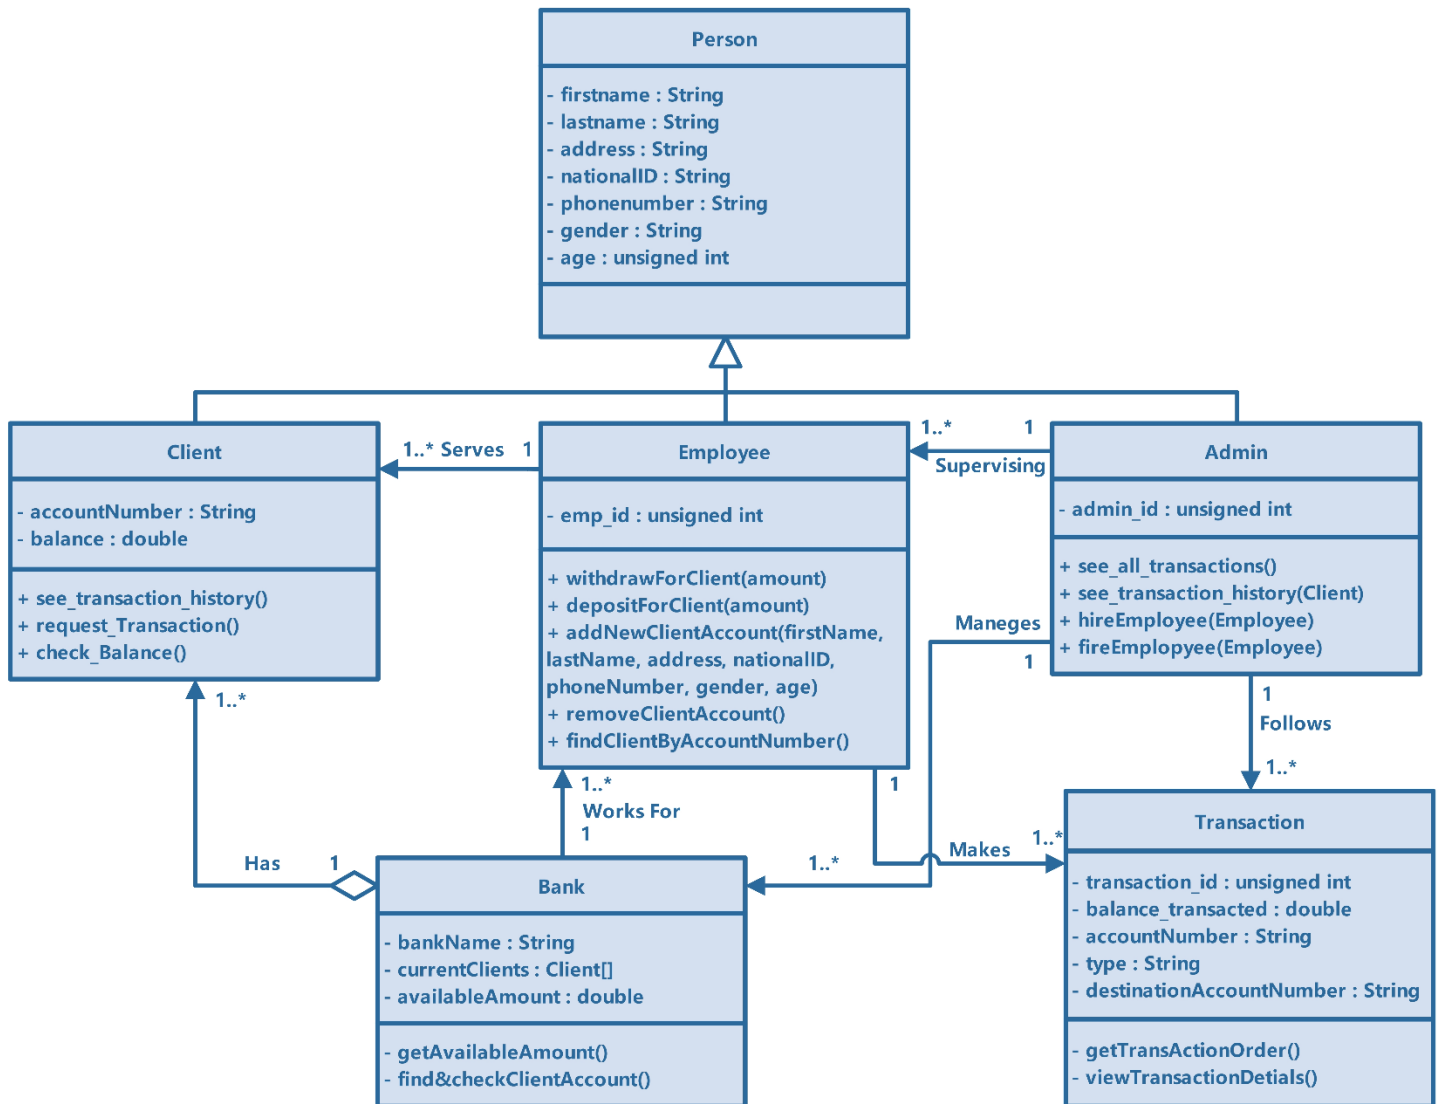 Person
- firstname : String
- lastname : String
- address : String
- nationalID : String
- phonenumber : String
- gender : String
- age : unsigned int
Client
- accountNumber : String
- balance : double
+ see_transaction_history()
+ request_Transaction()
+ check_Balance()
1..* Serves 1
Employee
- emp_id : unsigned int
+ withdrawForClient(amount)
+ depositForClient(amount)
+ addNewClientAccount(firstName,
lastName, address, nationalID,
phoneNumber, gender, age)
+ removeClientAccount()
+ findClientByAccountNumber()
1..* 1
Supervising
Admin
- admin_id : unsigned int
+ see_all_transactions()
+ see_transaction_history(Client)
+ hireEmployee(Employee)
+ fireEmplopyee(Employee)
Maneges
1
1..*
1
Follows
1..*
1..*
Has 1
1..*
Works For
1
1
Makes
1..*
Bank
- bankName : String
- currentClients : Client[]
- availableAmount : double
- getAvailableAmount()
- find&checkClientAccount()
Transaction
- transaction_id : unsigned int
- balance_transacted : double
- accountNumber : String
- type : String
- destinationAccountNumber : String
- getTransActionOrder()
- viewTransactionDetials()